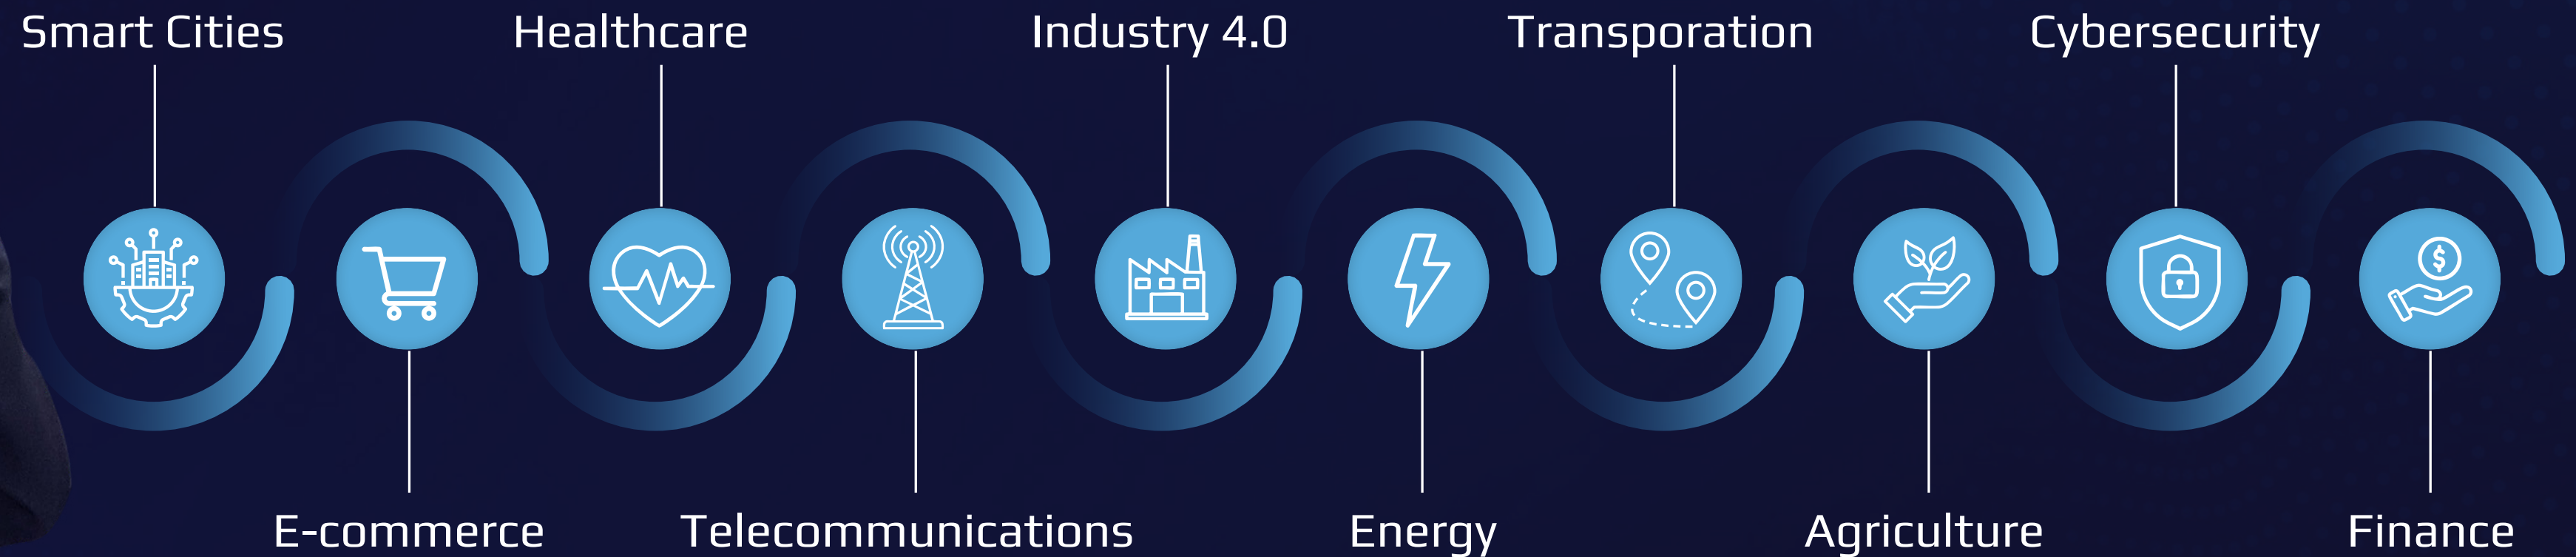 Smart Cities
Healthcare
Industry 4.0
Transporation
Cybersecurity
$
$
E-commerce
Telecommunications
Energy
Agriculture
Finance